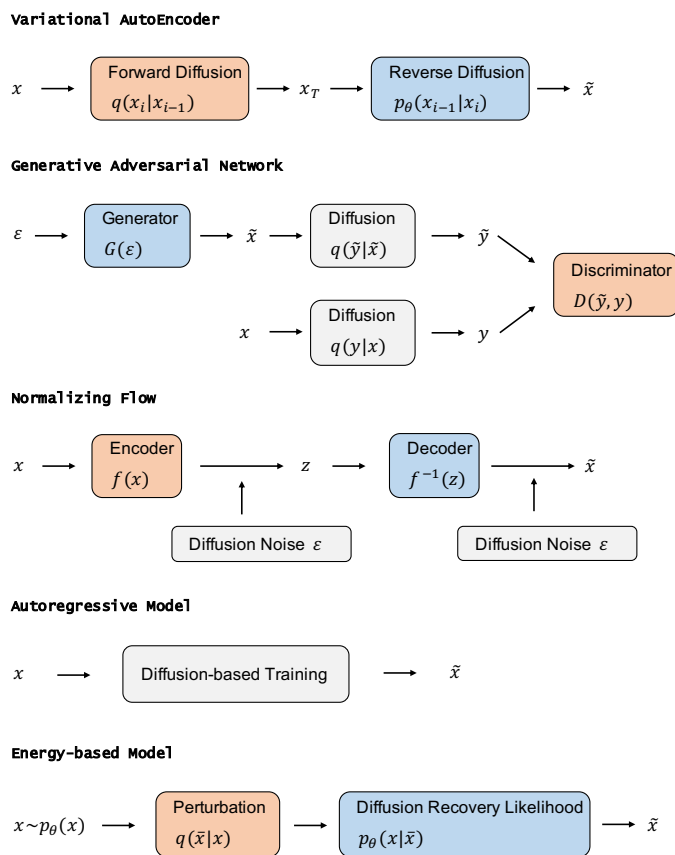 Variational AutoEncoder
x Forward Diffusion x_T Reverse Diffusion x̃
q(x_i|x_{i−1}) p_θ(x_{i−1}|x_i)
Generative Adversarial Network
ε Generator x̃ Diffusion ỹ
G(ε) q(ỹ|x̃)
Discriminator
D(ỹ, y)
x Diffusion y
q(y|x)
Normalizing Flow
x Encoder z Decoder x̃
f(x) f⁻¹(z)
Diffusion Noise ε Diffusion Noise ε
Autoregressive Model
x Diffusion-based Training x̃
Energy-based Model
x~p_θ(x) Perturbation Diffusion Recovery Likelihood x̃
q(x̄|x) p_θ(x|x̄)